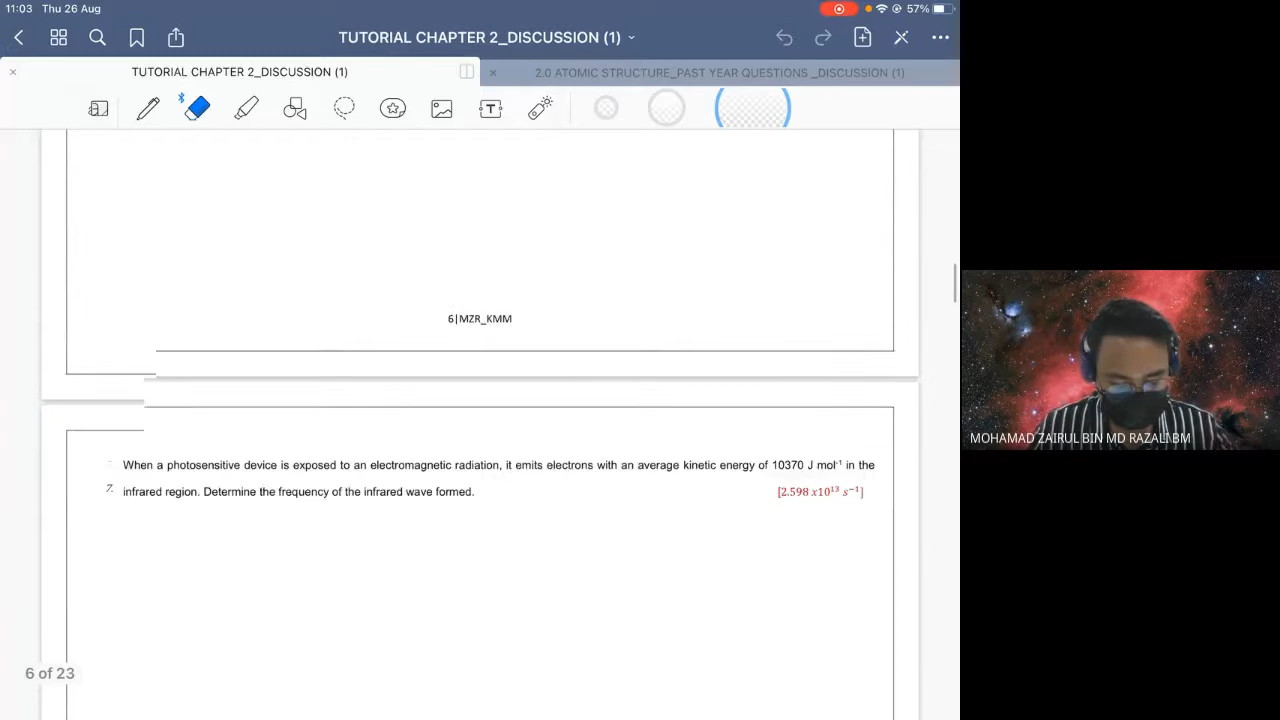 11:03 Thu 26 Aug
57%
TUTORIAL CHAPTER 2_DISCUSSION (1)
TUTORIAL CHAPTER 2_DISCUSSION (1)
2.0 ATOMIC STRUCTURE_PAST YEAR QUESTIONS _DISCUSSION (1)
6|MZR_KMM
When a photosensitive device is exposed to an electromagnetic radiation, it emits electrons with an average kinetic energy of 10370 J mol⁻¹ in the
7. infrared region. Determine the frequency of the infrared wave formed. [2.598 x10¹³ s⁻¹]
6 of 23
MOHAMAD ZAIRUL BIN MD RAZALI BM